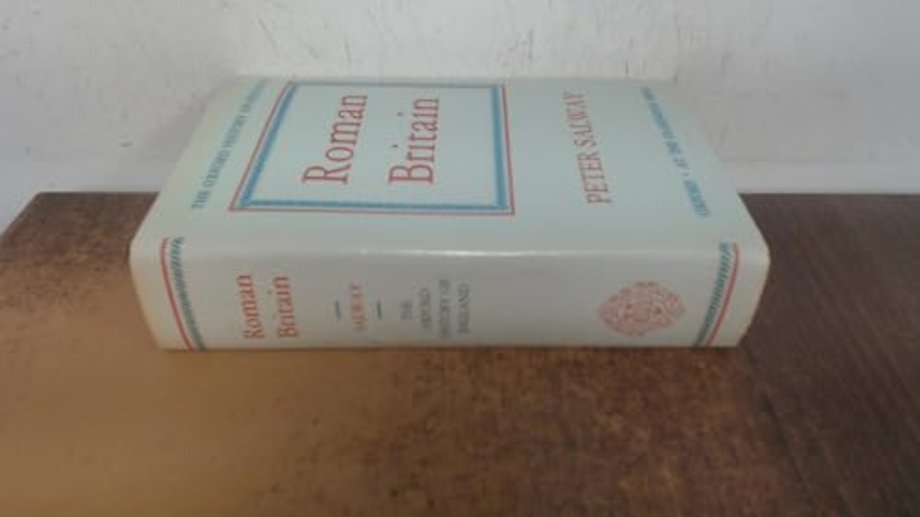 THE OXFORD HISTORY OF ENGLAND
Roman
Britain
PETER SALWAY
OXFORD · AT THE CLARENDON PRESS
Roman
Britain
SALWAY
THE
OXFORD
HISTORY OF
ENGLAND